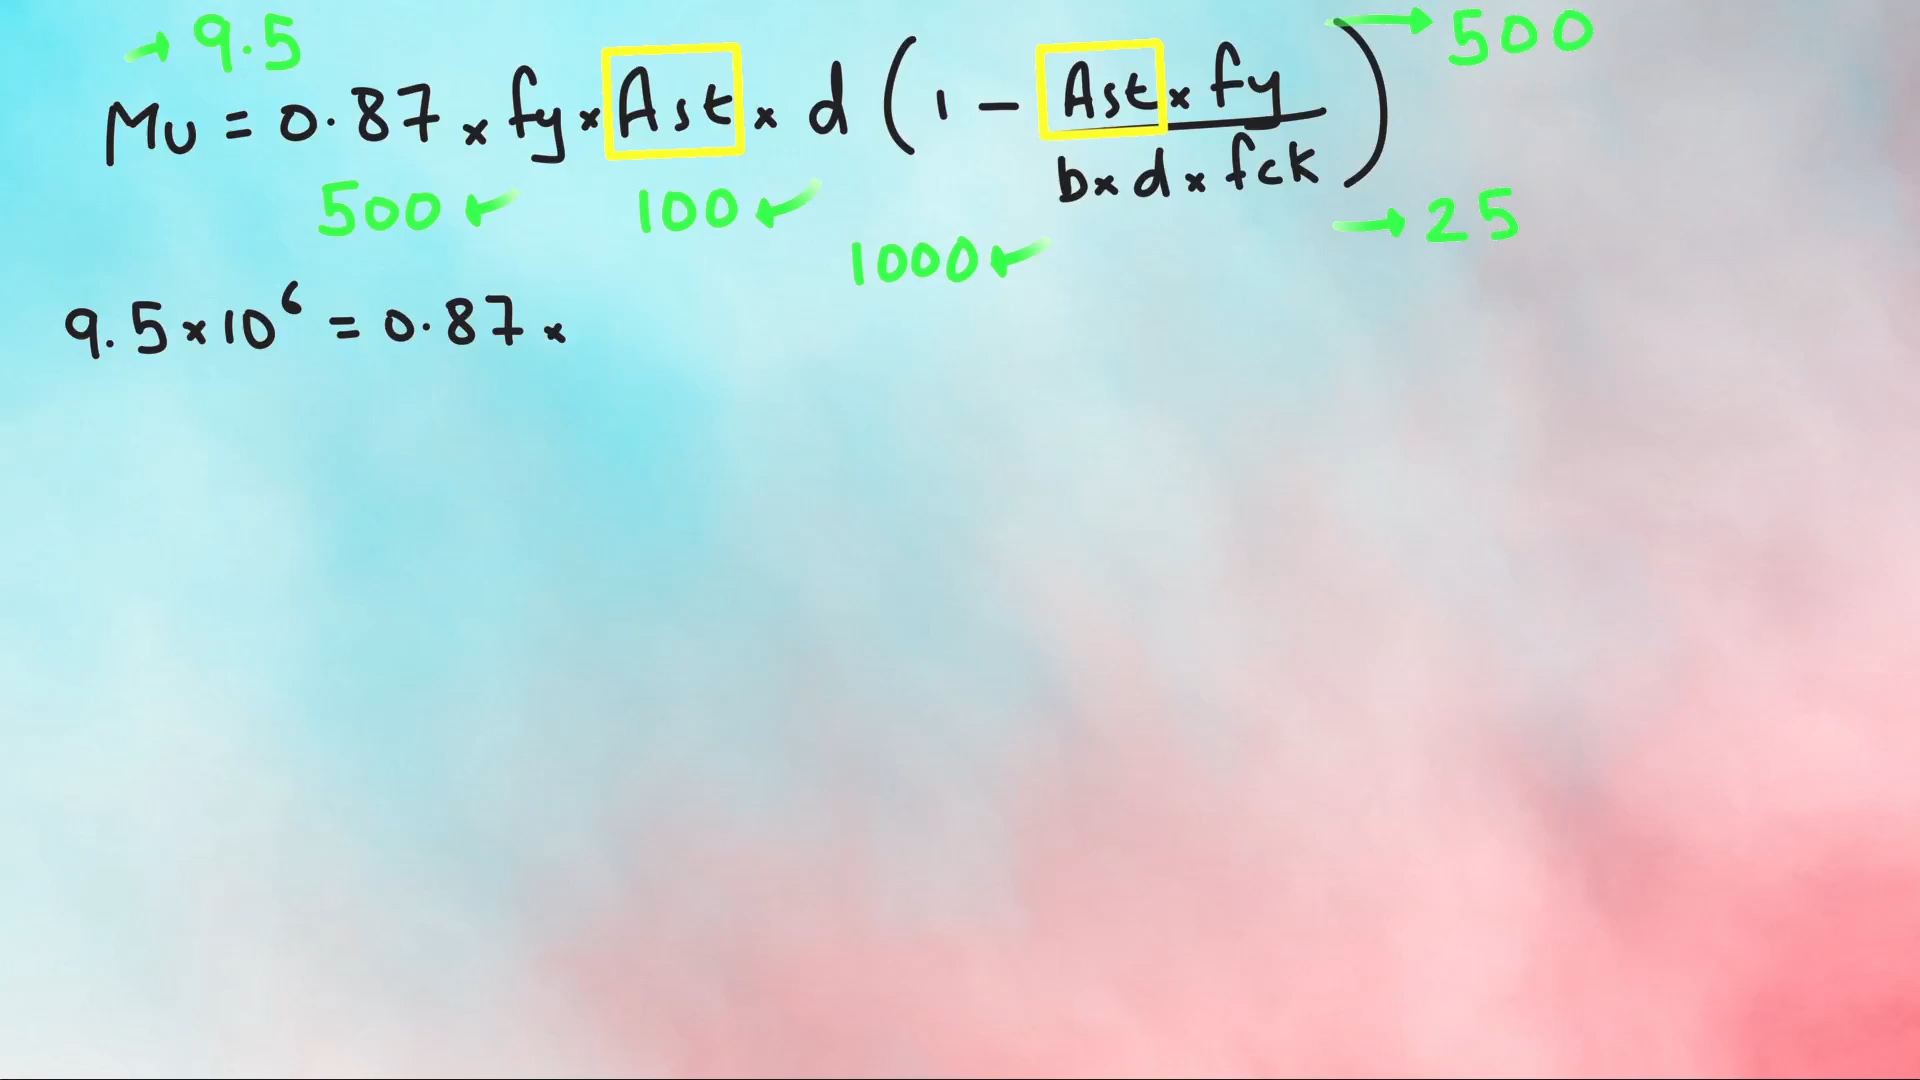 → 9.5
→ 500
Mu = 0.87 × fy × Ast × d ( 1 - Ast × fy / b × d × fck )
500 ← 100 ← → 25
1000 ←
9.5 × 10⁶ = 0.87 ×